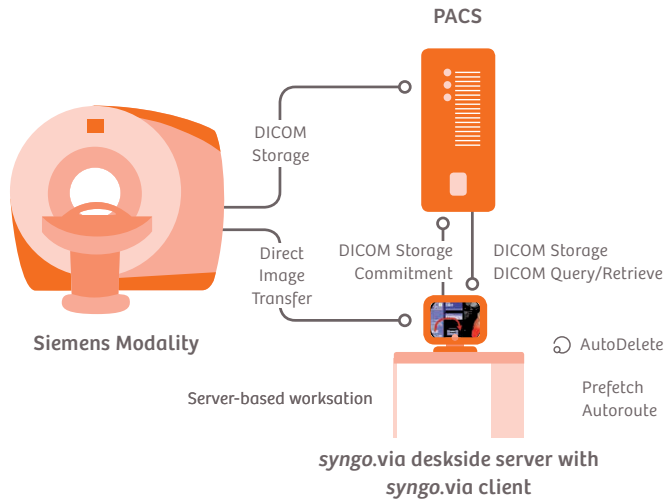 PACS
DICOM
Storage
Direct
Image
Transfer
DICOM Storage
Commitment
DICOM Storage
DICOM Query/Retrieve
Siemens Modality
AutoDelete
Server-based worksation
Prefetch
Autoroute
syngo.via deskside server with
syngo.via client